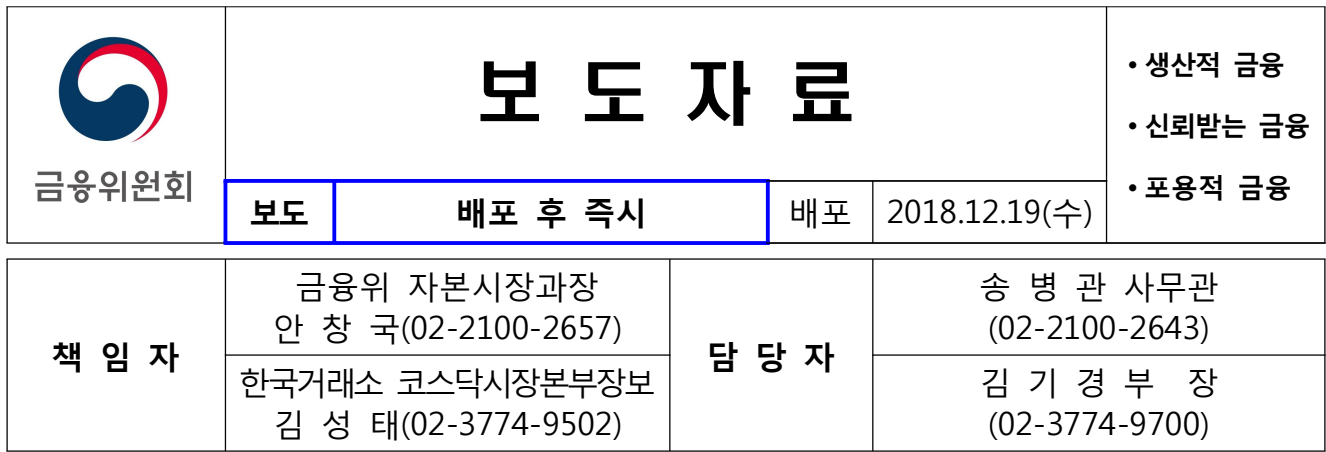 금융위원회
보 도 자 료
보도 배포 후 즉시 배포 2018.12.19(수)
• 생산적 금융
• 신뢰받는 금융
• 포용적 금융
책 임 자
금융위 자본시장과장
안 창 국(02-2100-2657)
한국거래소 코스닥시장본부장보
김 성 태(02-3774-9502)
담 당 자
송 병 관 사무관
(02-2100-2643)
김 기 경 부 장
(02-3774-9700)